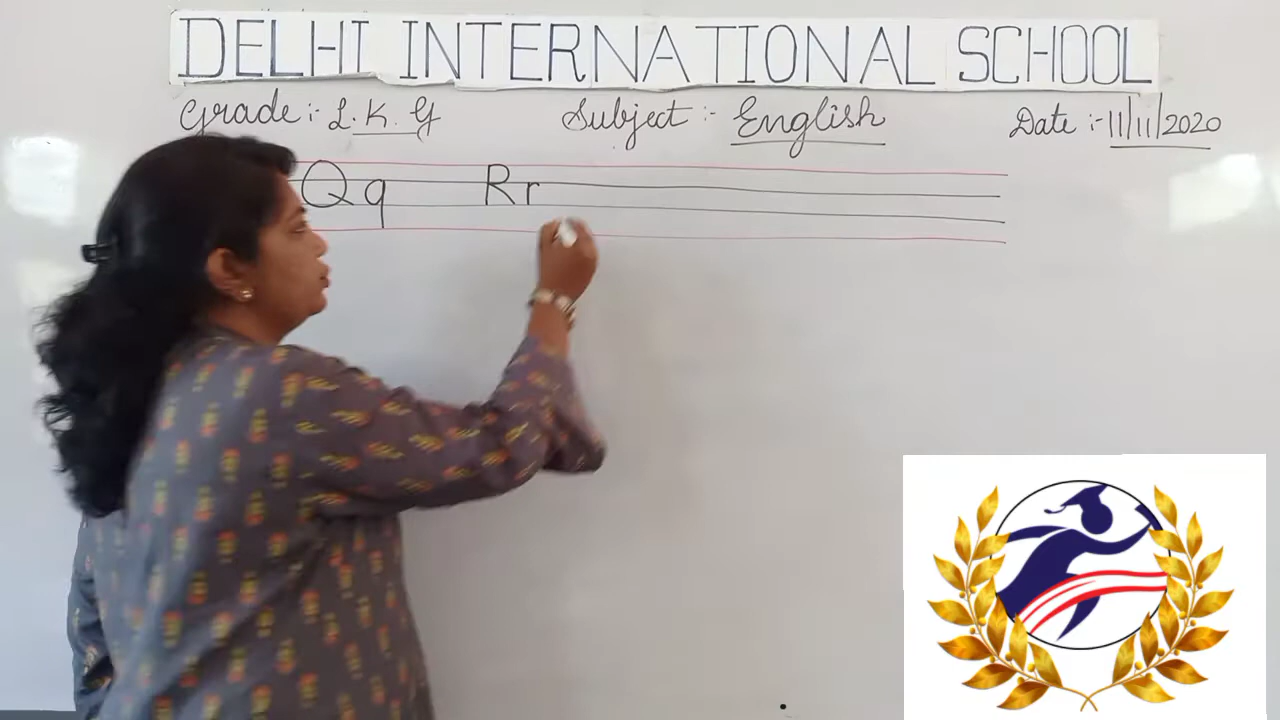 DELHI INTERNATIONAL SCHOOL
Grade :- L.K.G Subject :- English Date :- 11/11/2020
Qq Rr